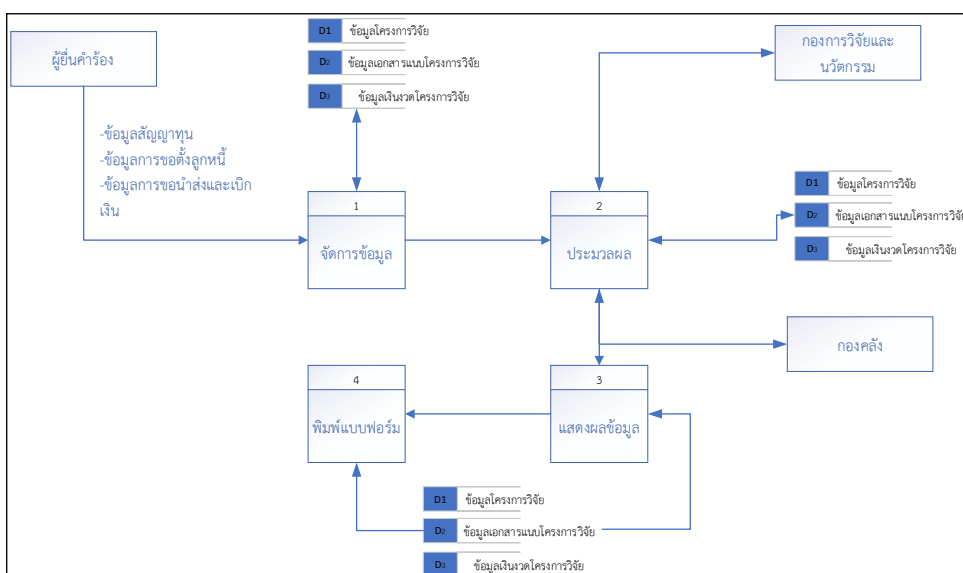 ผู้ยื่นคำร้อง
D1 ข้อมูลโครงการวิจัย
D2 ข้อมูลเอกสารแนบโครงการวิจัย
D3 ข้อมูลเงินงวดโครงการวิจัย
กองการวิจัยและ
นวัตกรรม
-ข้อมูลสัญญาทุน
-ข้อมูลการขอตั้งลูกหนี้
-ข้อมูลการขอนำส่งและเบิก
เงิน
1
จัดการข้อมูล
2
ประมวลผล
D1 ข้อมูลโครงการวิจัย
D2 ข้อมูลเอกสารแนบโครงการวิจัย
D3 ข้อมูลเงินงวดโครงการวิจัย
กองคลัง
4
พิมพ์แบบฟอร์ม
3
แสดงผลข้อมูล
D1 ข้อมูลโครงการวิจัย
D2 ข้อมูลเอกสารแนบโครงการวิจัย
D3 ข้อมูลเงินงวดโครงการวิจัย